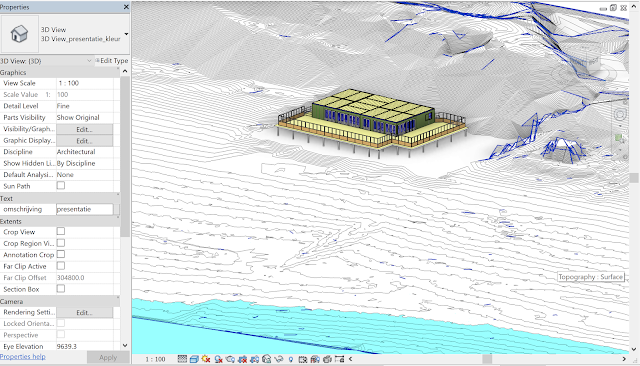 Properties
3D View
3D View_presentatie_kleur
3D View: {3D}
Edit Type
Graphics
View Scale 1 : 100
Scale Value 1: 100
Detail Level Fine
Parts Visibility Show Original
Visibility/Graph... Edit...
Graphic Display... Edit...
Discipline Architectural
Show Hidden Li... By Discipline
Default Analysi... None
Sun Path
Text
omschrijving presentatie
Extents
Crop View
Crop Region Vi...
Annotation Crop
Far Clip Active
Far Clip Offset 304800.0
Section Box
Camera
Rendering Setti... Edit...
Locked Orienta...
Perspective
Eye Elevation 9639.3
Properties help
Apply
Topography : Surface
1 : 100